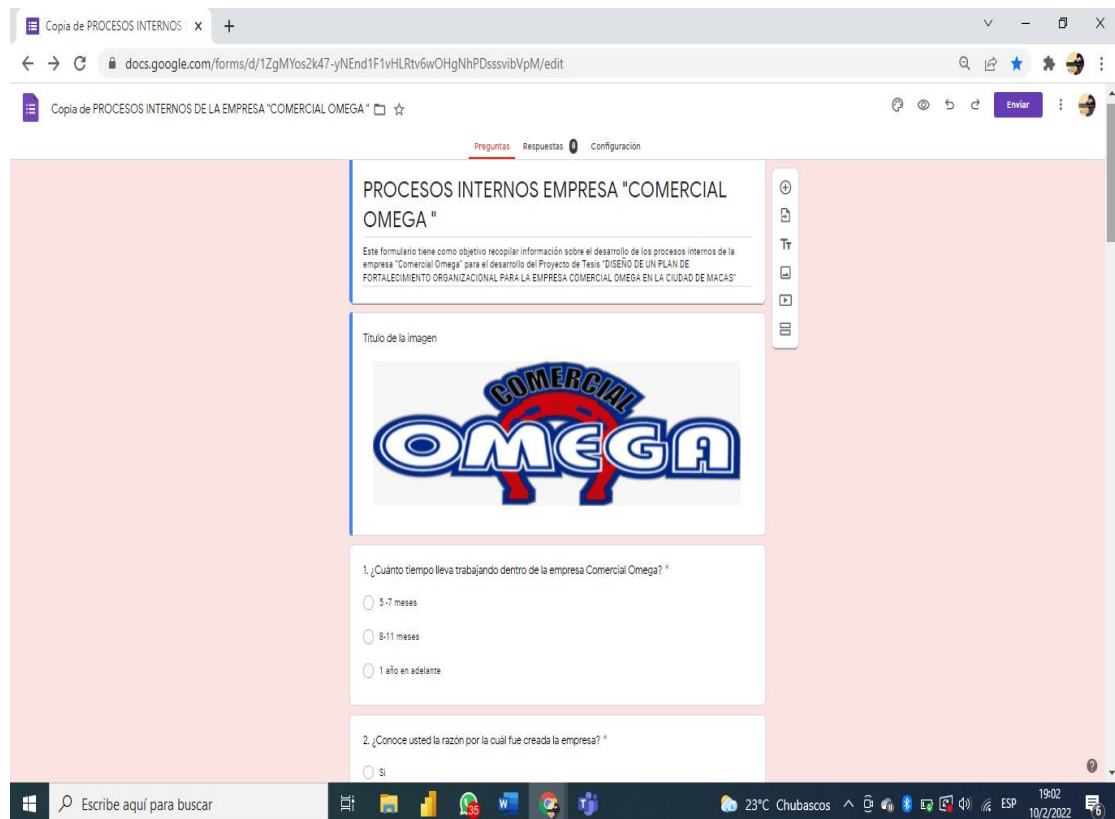 Copia de PROCESOS INTERNOS
docs.google.com/forms/d/1ZgMYos2k47-yNEnd1F1vHLRtv6wOHgNhPDsssvibVpM/edit
Copia de PROCESOS INTERNOS DE LA EMPRESA "COMERCIAL OMEGA "
Enviar
Preguntas Respuestas 8 Configuración
PROCESOS INTERNOS EMPRESA "COMERCIAL
OMEGA "
Este formulario tiene como objetivo recopilar información sobre el desarrollo de los procesos internos de la
empresa "Comercial Omega" para el desarrollo del Proyecto de Tesis "DISEÑO DE UN PLAN DE
FORTALECIMIENTO ORGANIZACIONAL PARA LA EMPRESA COMERCIAL OMEGA EN LA CIUDAD DE MACAS"
Tт
Título de la imagen
COMERCIAL
OMEGA
1. ¿Cuánto tiempo lleva trabajando dentro de la empresa Comercial Omega? *
5 -7 meses
8-11 meses
1 año en adelante
2. ¿Conoce usted la razón por la cuál fue creada la empresa? *
Si
Escribe aquí para buscar
35
23°C Chubascos
ESP
19:02
10/2/2022
6